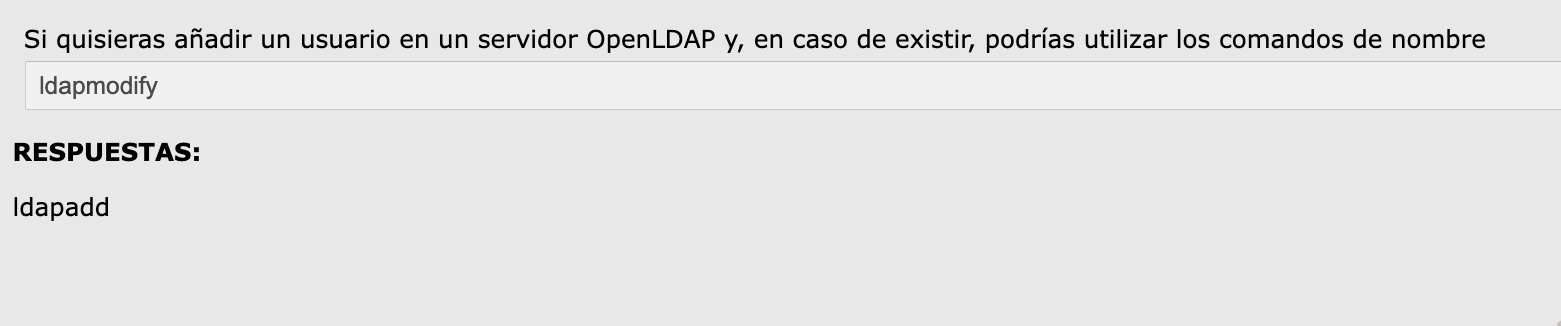 Si quisieras añadir un usuario en un servidor OpenLDAP y, en caso de existir, podrías utilizar los comandos de nombre
ldapmodify
RESPUESTAS:
ldapadd